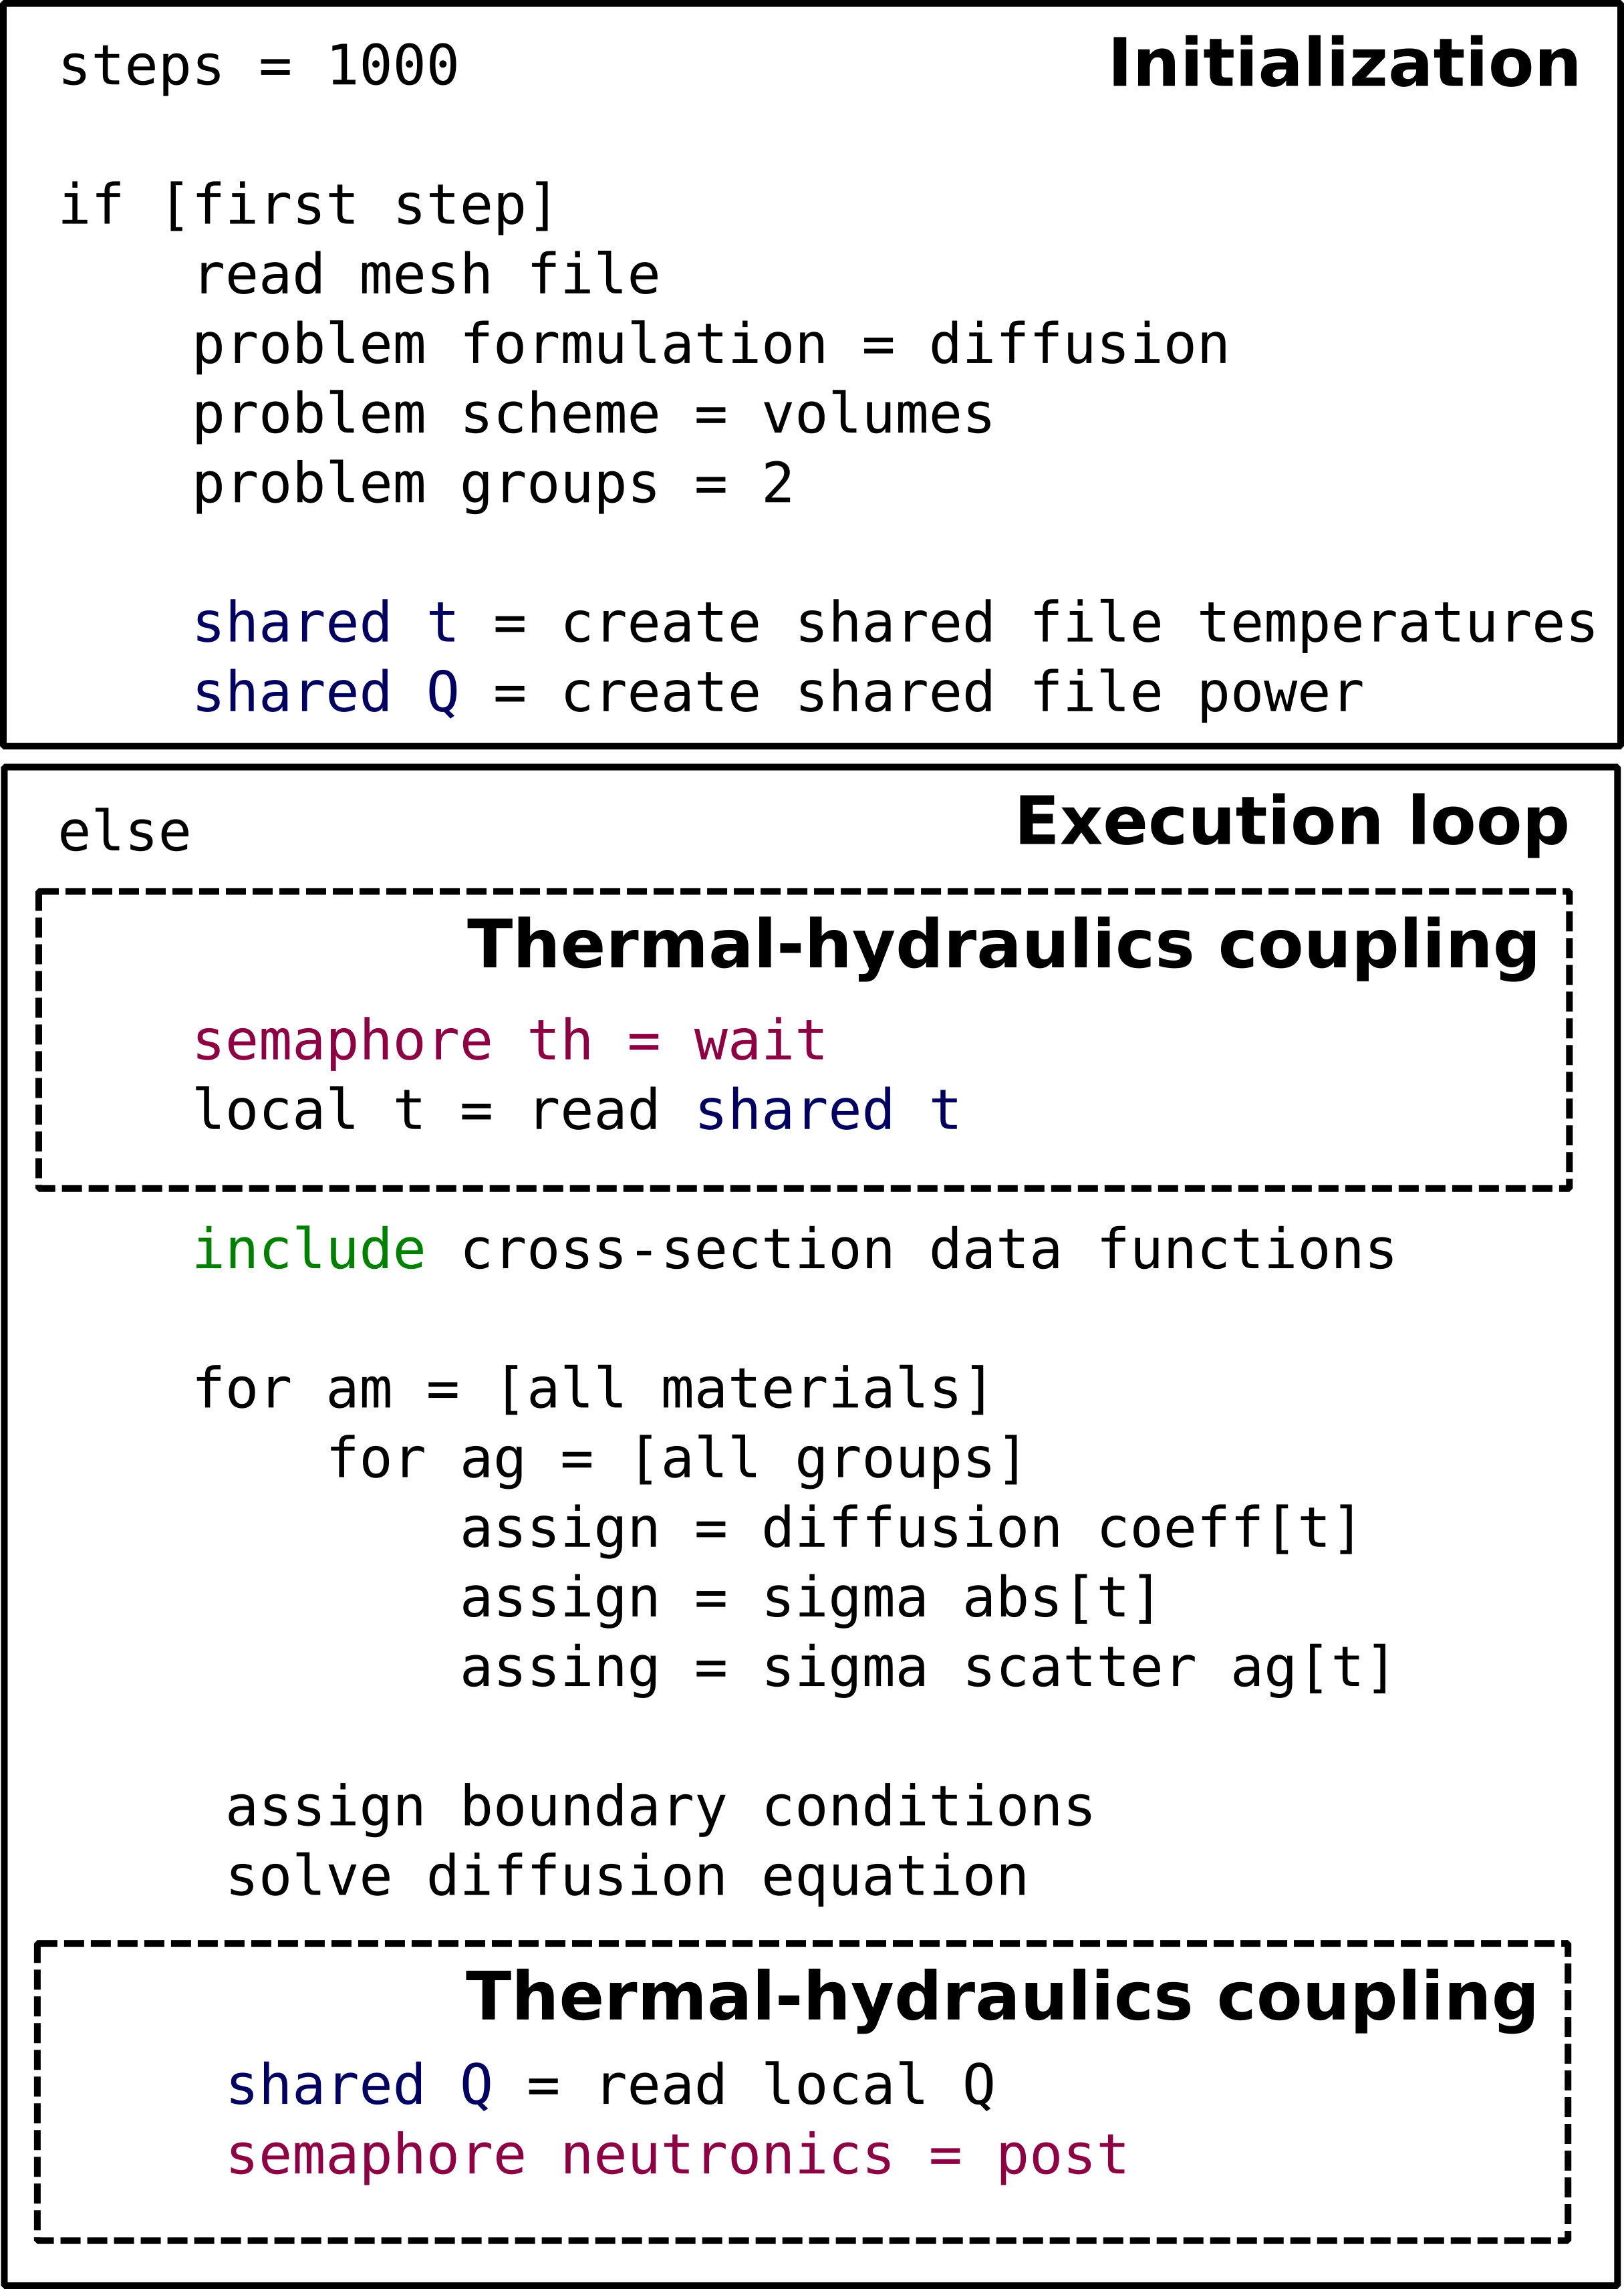 steps = 1000
Initialization
if [first step]
read mesh file
problem formulation = diffusion
problem scheme = volumes
problem groups = 2
shared t = create shared file temperatures
shared Q = create shared file power
else
Execution loop
Thermal-hydraulics coupling
semaphore th = wait
local t = read shared t
include cross-section data functions
for am = [all materials]
for ag = [all groups]
assign = diffusion coeff[t]
assign = sigma abs[t]
assing = sigma scatter ag[t]
assign boundary conditions
solve diffusion equation
Thermal-hydraulics coupling
shared Q = read local Q
semaphore neutronics = post